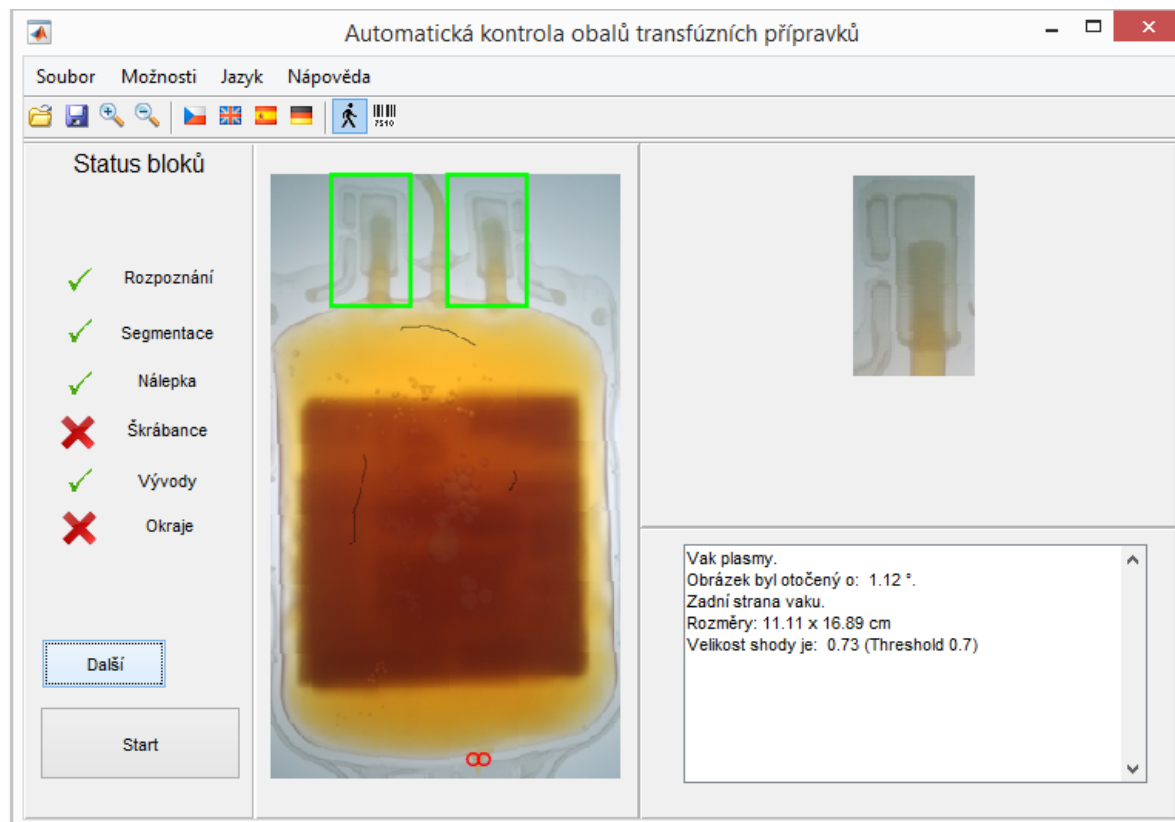 Automatická kontrola obalů transfúzních přípravků
Soubor Možnosti Jazyk Nápověda
7510
Status bloků
Rozpoznání
Segmentace
Nálepka
Škrábance
Vývody
Okraje
Další
Start
Vak plasmy.
Obrázek byl otočený o: 1.12 °.
Zadní strana vaku.
Rozměry: 11.11 x 16.89 cm
Velikost shody je: 0.73 (Threshold 0.7)